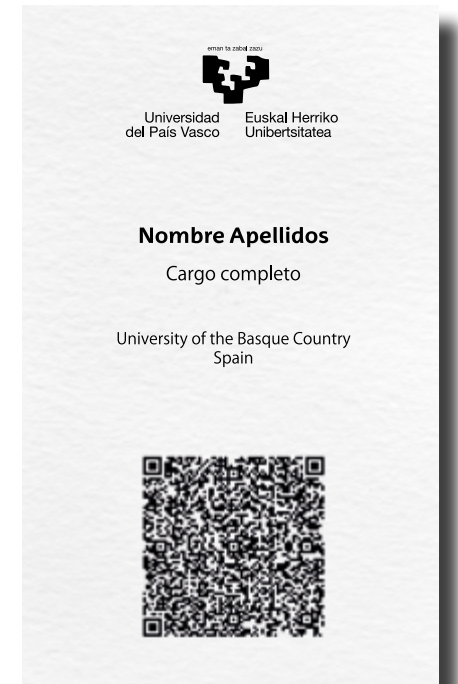 eman ta zabal zazu
Universidad
del País Vasco
Euskal Herriko
Unibertsitatea
Nombre Apellidos
Cargo completo
University of the Basque Country
Spain